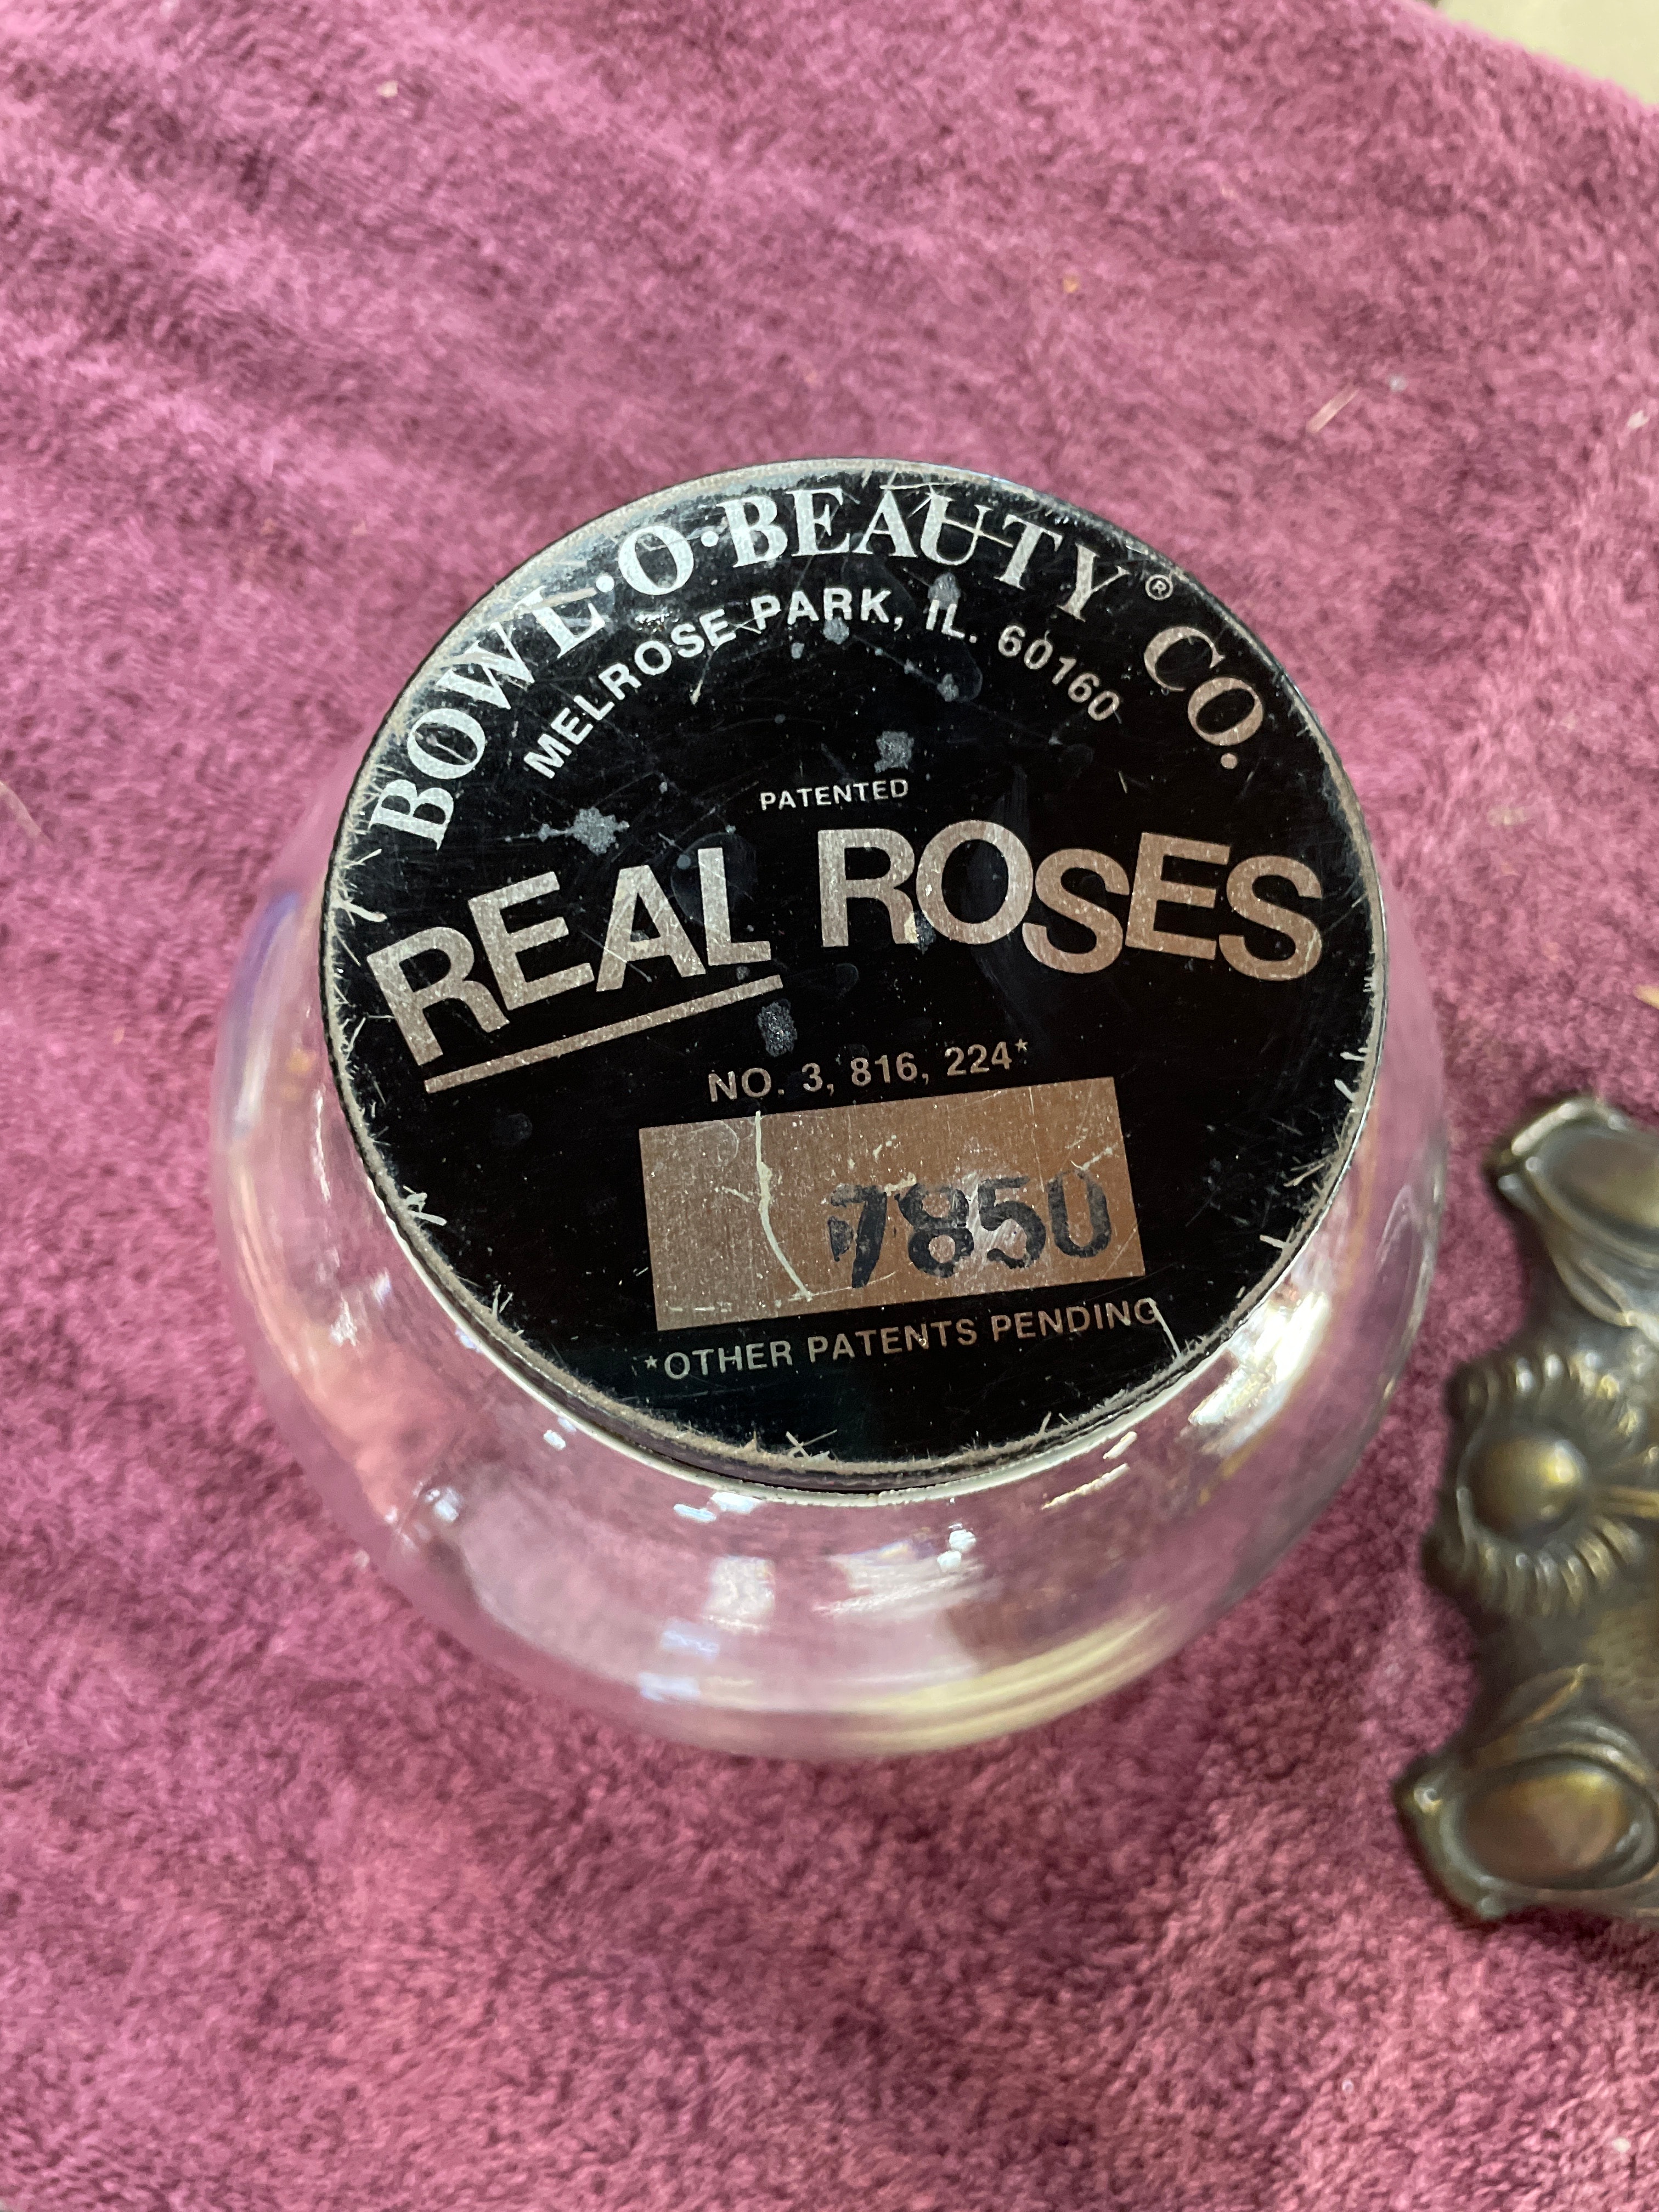 BOWL·O·BEAUTY® CO.
MELROSE PARK, IL. 60160
PATENTED
REAL ROSES
NO. 3, 816, 224*
7850
*OTHER PATENTS PENDING